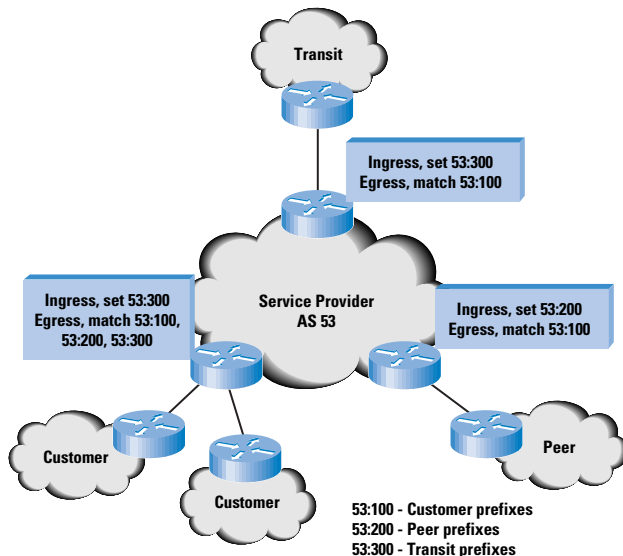 Transit
Ingress, set 53:300
Egress, match 53:100
Ingress, set 53:300
Egress, match 53:100,
53:200, 53:300
Service Provider
AS 53
Ingress, set 53:200
Egress, match 53:100
Customer
Customer
Peer
53:100 - Customer prefixes
53:200 - Peer prefixes
53:300 - Transit prefixes